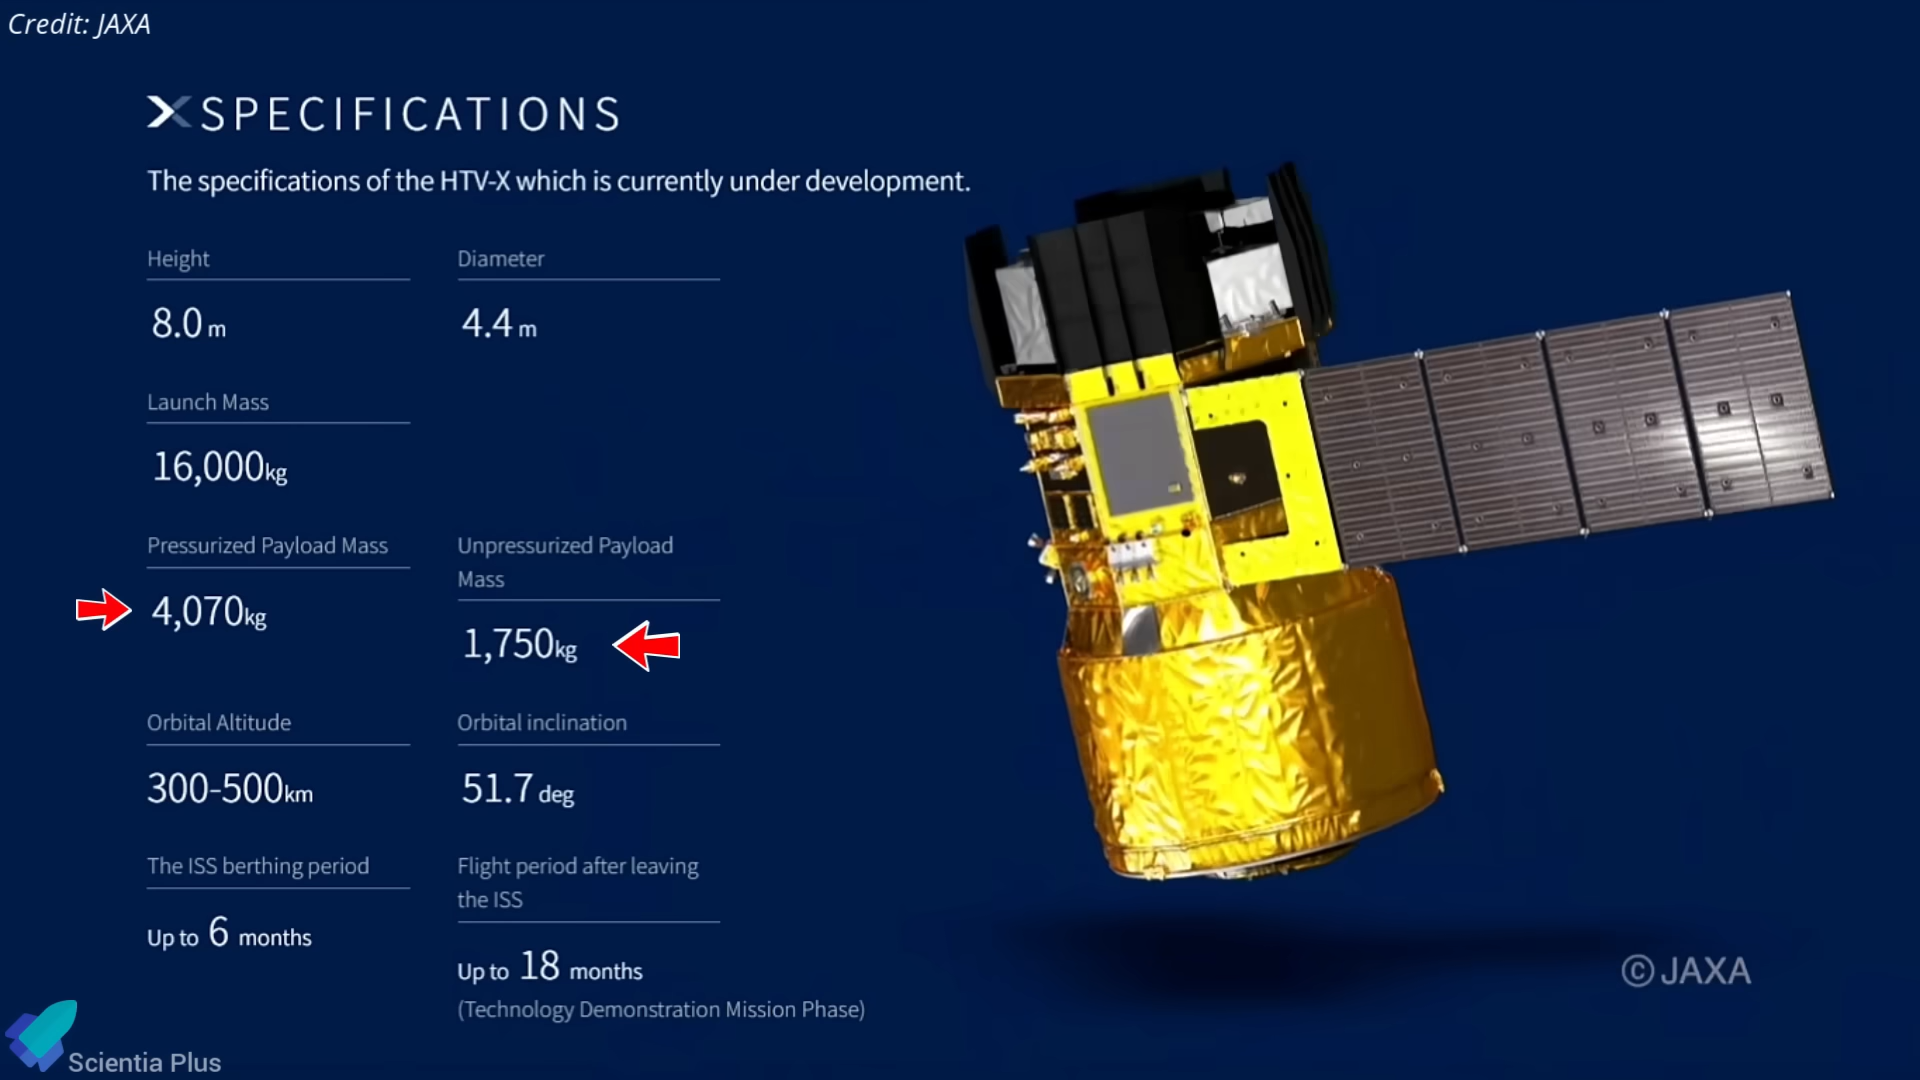 Credit: JAXA
SPECIFICATIONS
The specifications of the HTV-X which is currently under development.
Height
8.0 m
Diameter
4.4 m
Launch Mass
16,000kg
Pressurized Payload Mass
4,070kg
Unpressurized Payload
Mass
1,750kg
Orbital Altitude
300-500km
Orbital inclination
51.7 deg
The ISS berthing period
Up to 6 months
Flight period after leaving
the ISS
Up to 18 months
(Technology Demonstration Mission Phase)
©JAXA
Scientia Plus